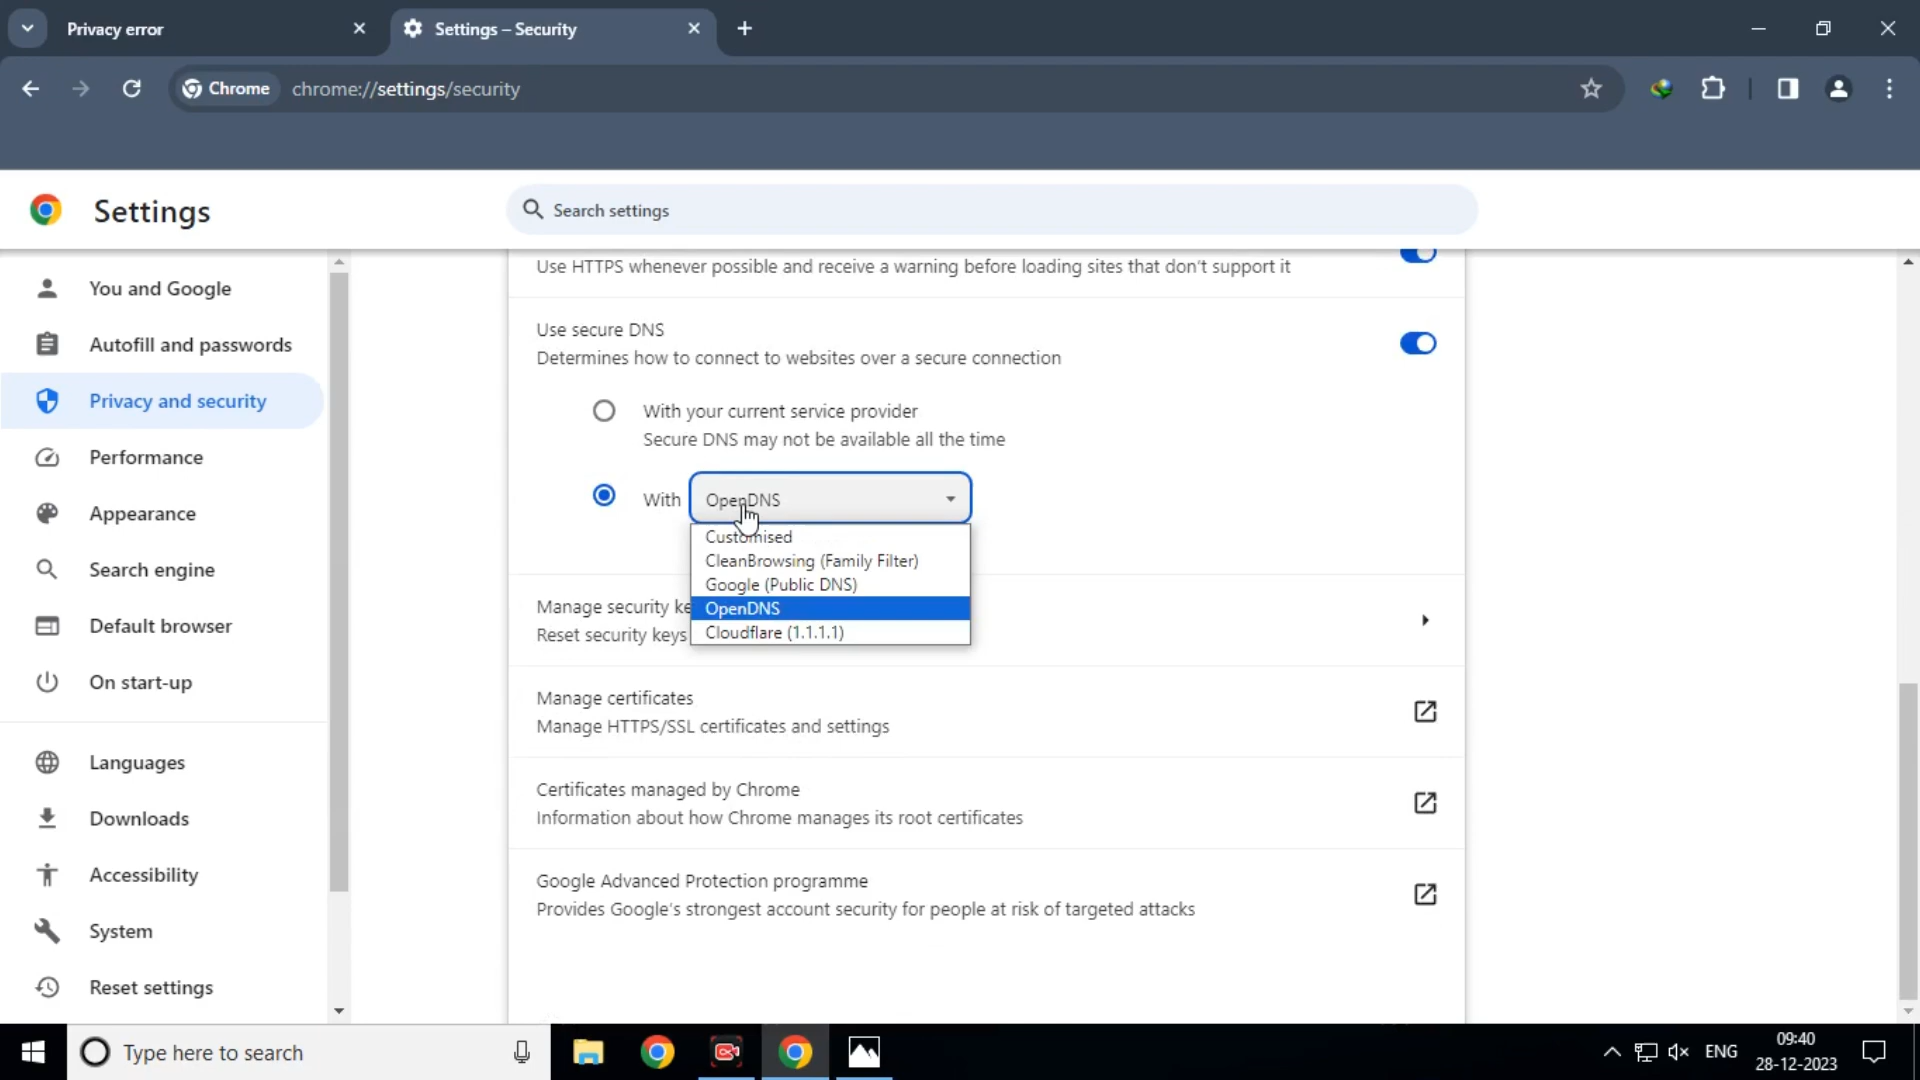 Privacy error
Settings – Security
Chrome
chrome://settings/security
Settings
Search settings
You and Google
Autofill and passwords
Privacy and security
Performance
Appearance
Search engine
Default browser
On start-up
Languages
Downloads
Accessibility
System
Reset settings
Use HTTPS whenever possible and receive a warning before loading sites that don't support it
Use secure DNS
Determines how to connect to websites over a secure connection
With your current service provider
Secure DNS may not be available all the time
With OpenDNS
Customised
CleanBrowsing (Family Filter)
Google (Public DNS)
OpenDNS
Cloudflare (1.1.1.1)
Manage security ke
Reset security keys
Manage certificates
Manage HTTPS/SSL certificates and settings
Certificates managed by Chrome
Information about how Chrome manages its root certificates
Google Advanced Protection programme
Provides Google's strongest account security for people at risk of targeted attacks
Type here to search
ENG
09:40
28-12-2023